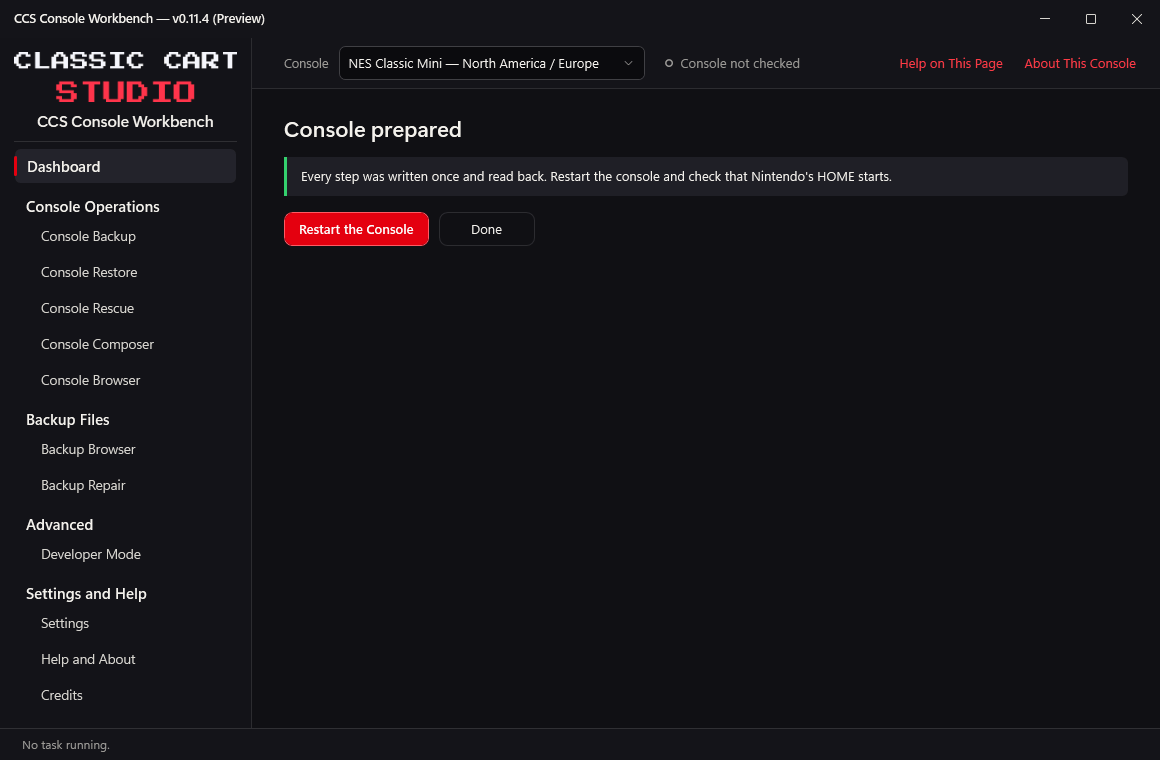 CCS Console Workbench — v0.11.4 (Preview)
CLASSIC CART
STUDIO
CCS Console Workbench
Dashboard
Console Operations
Console Backup
Console Restore
Console Rescue
Console Composer
Console Browser
Backup Files
Backup Browser
Backup Repair
Advanced
Developer Mode
Settings and Help
Settings
Help and About
Credits
Console
NES Classic Mini — North America / Europe
Console not checked
Help on This Page
About This Console
Console prepared
Every step was written once and read back. Restart the console and check that Nintendo's HOME starts.
Restart the Console
Done
No task running.